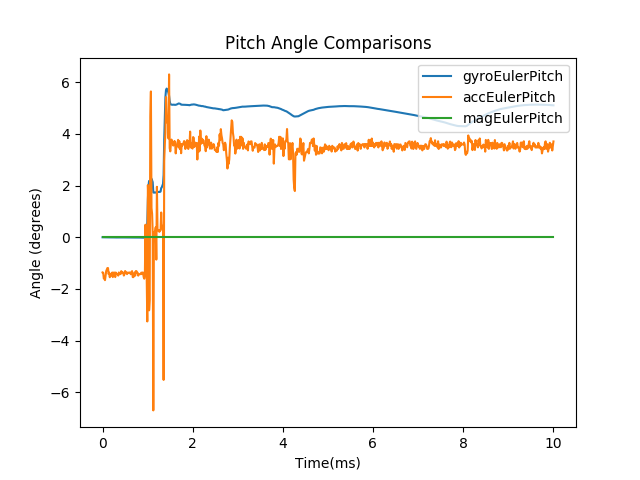 Pitch Angle Comparisons
gyroEulerPitch
accEulerPitch
magEulerPitch
6
4
2
0
−2
−4
−6
Angle (degrees)
0 2 4 6 8 10
Time(ms)